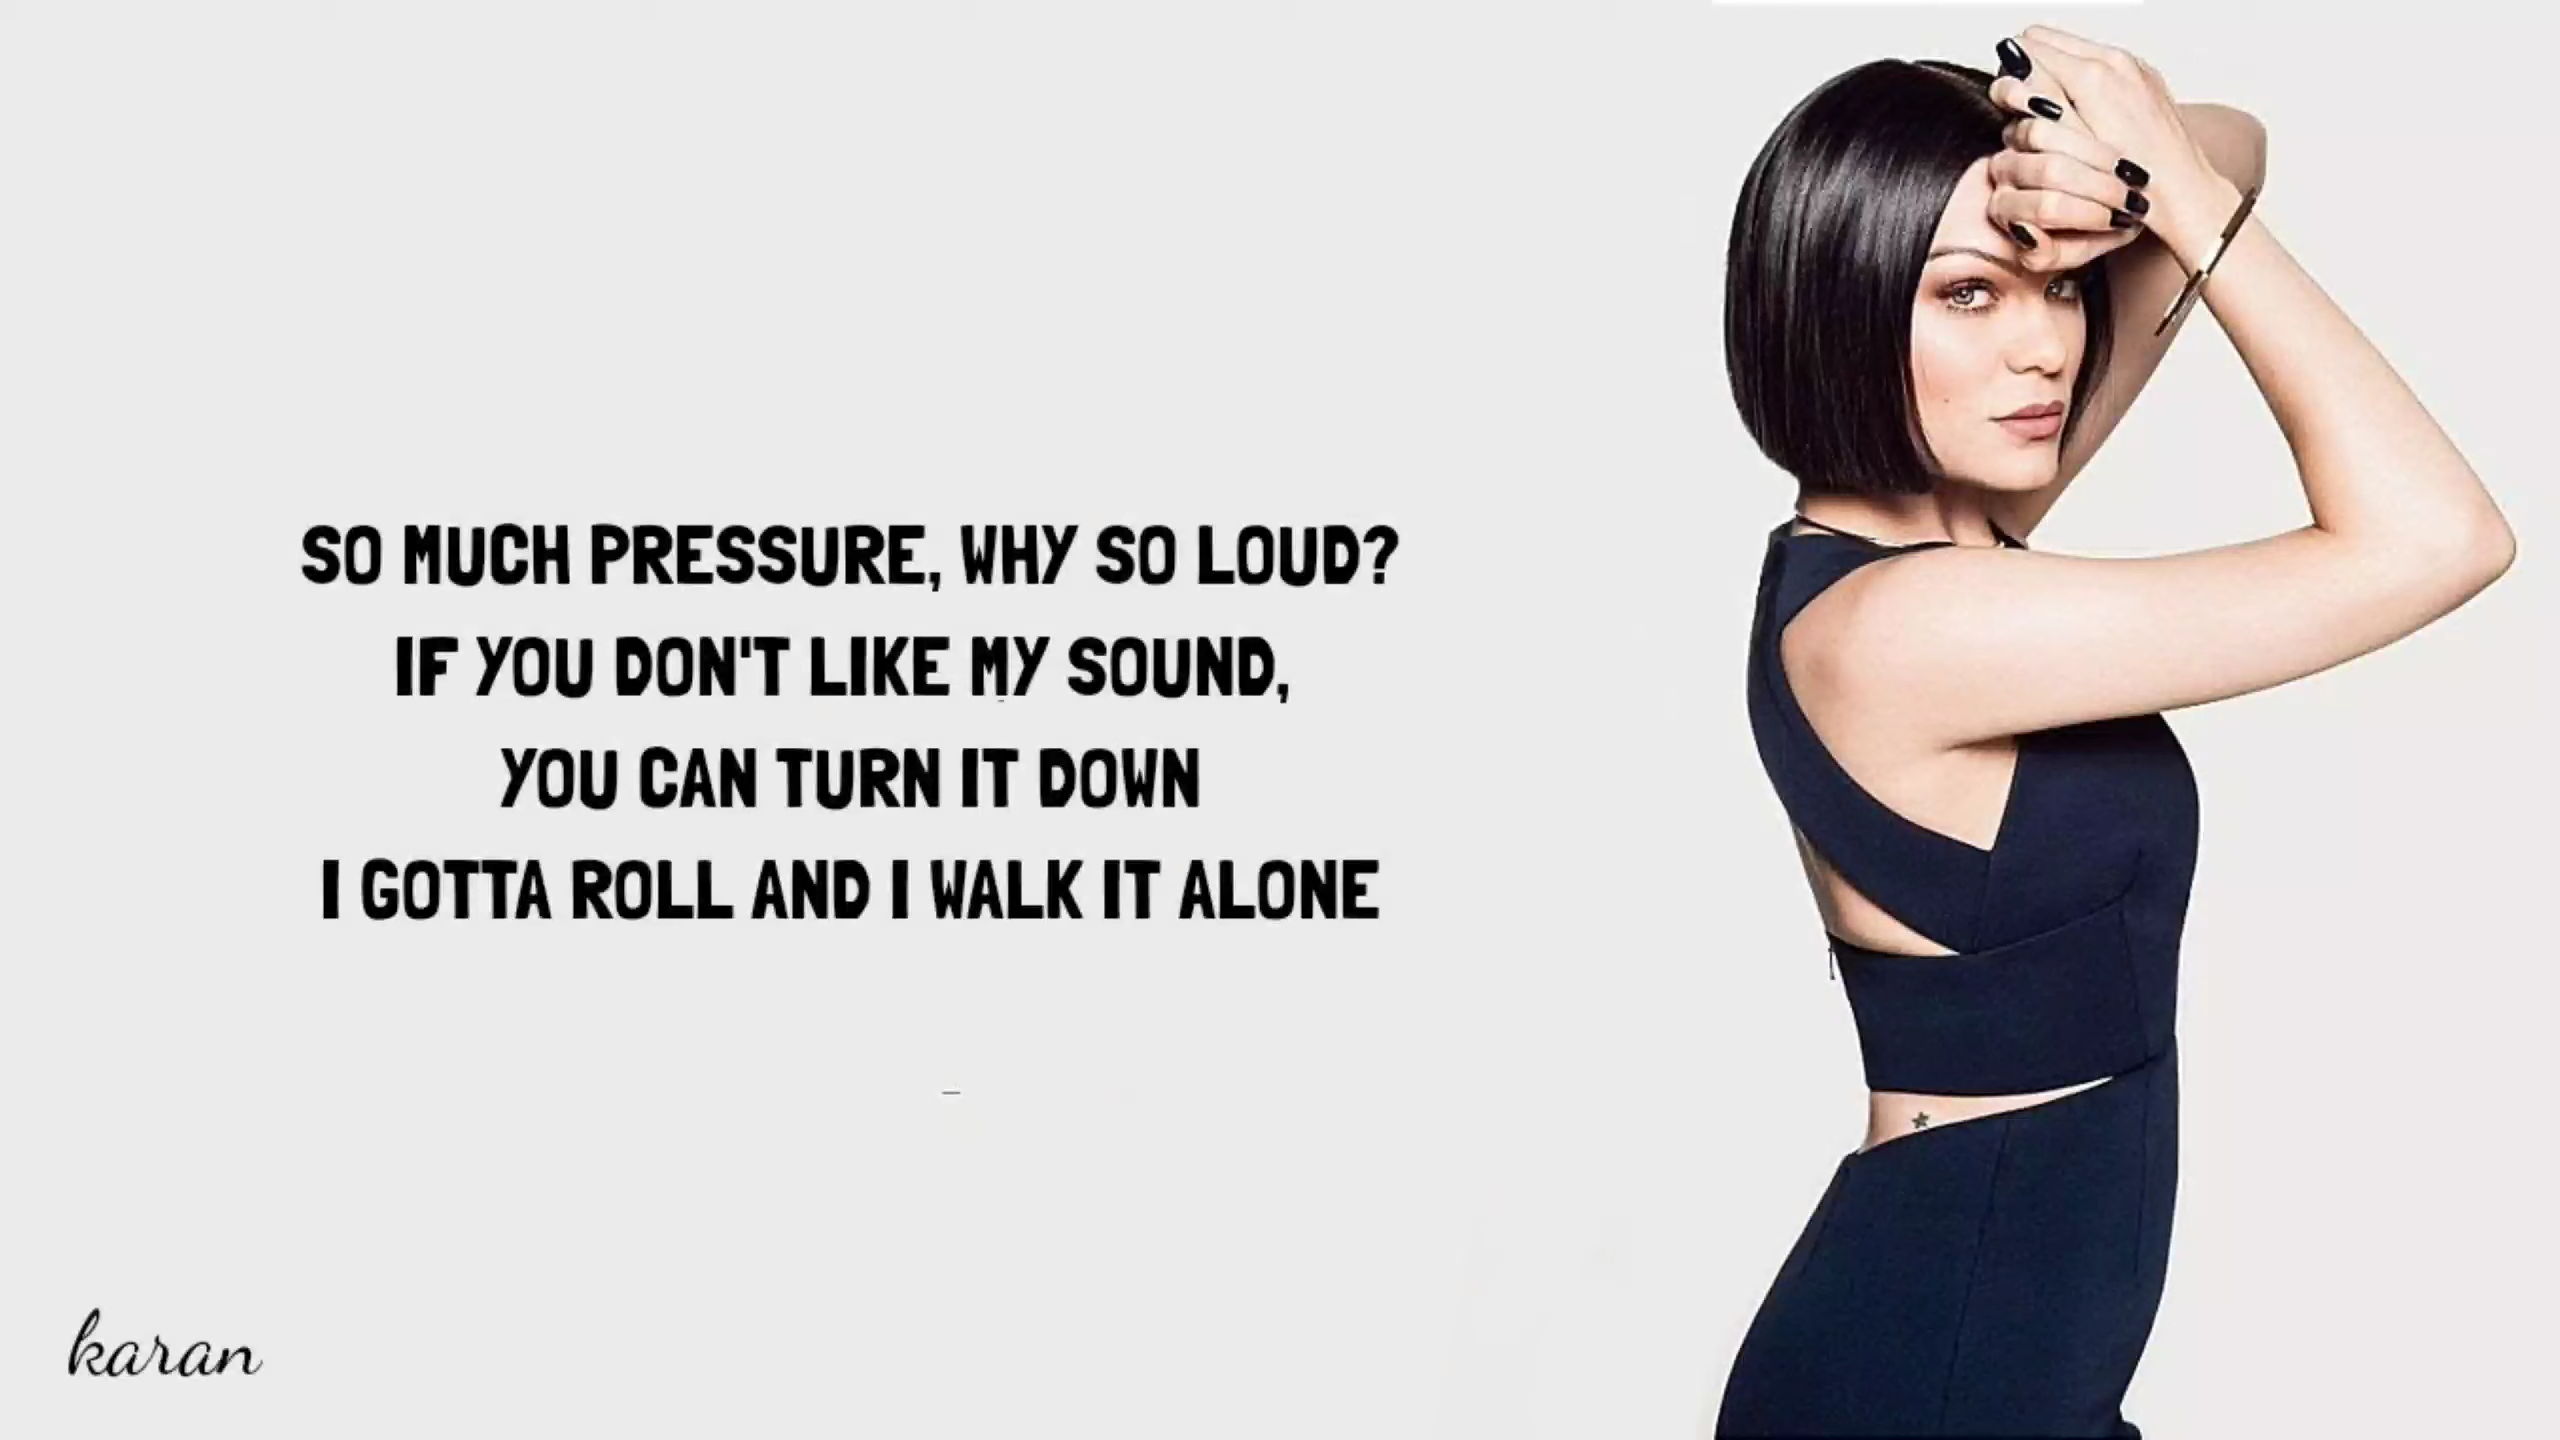 SO MUCH PRESSURE, WHY SO LOUD?
IF YOU DON'T LIKE MY SOUND,
YOU CAN TURN IT DOWN
I GOTTA ROLL AND I WALK IT ALONE
karan